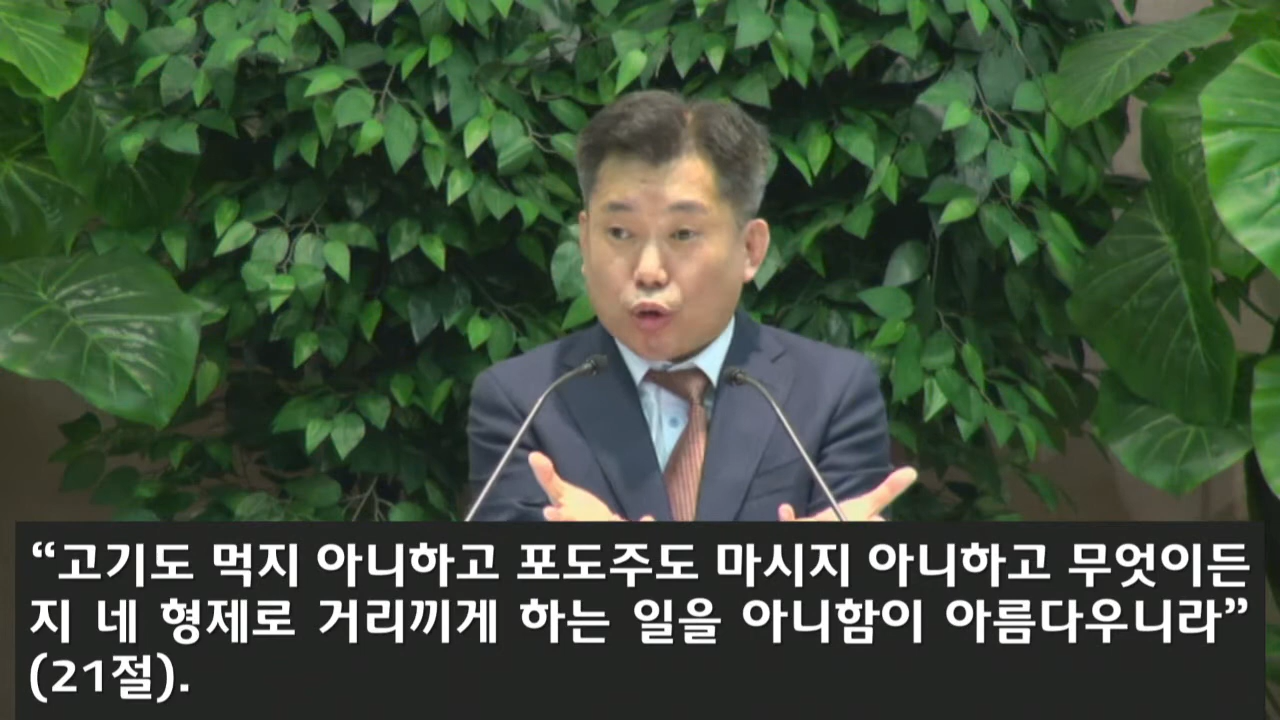 “고기도 먹지 아니하고 포도주도 마시지 아니하고 무엇이든
지 네 형제로 거리끼게 하는 일을 아니함이 아름다우니라”
(21절).